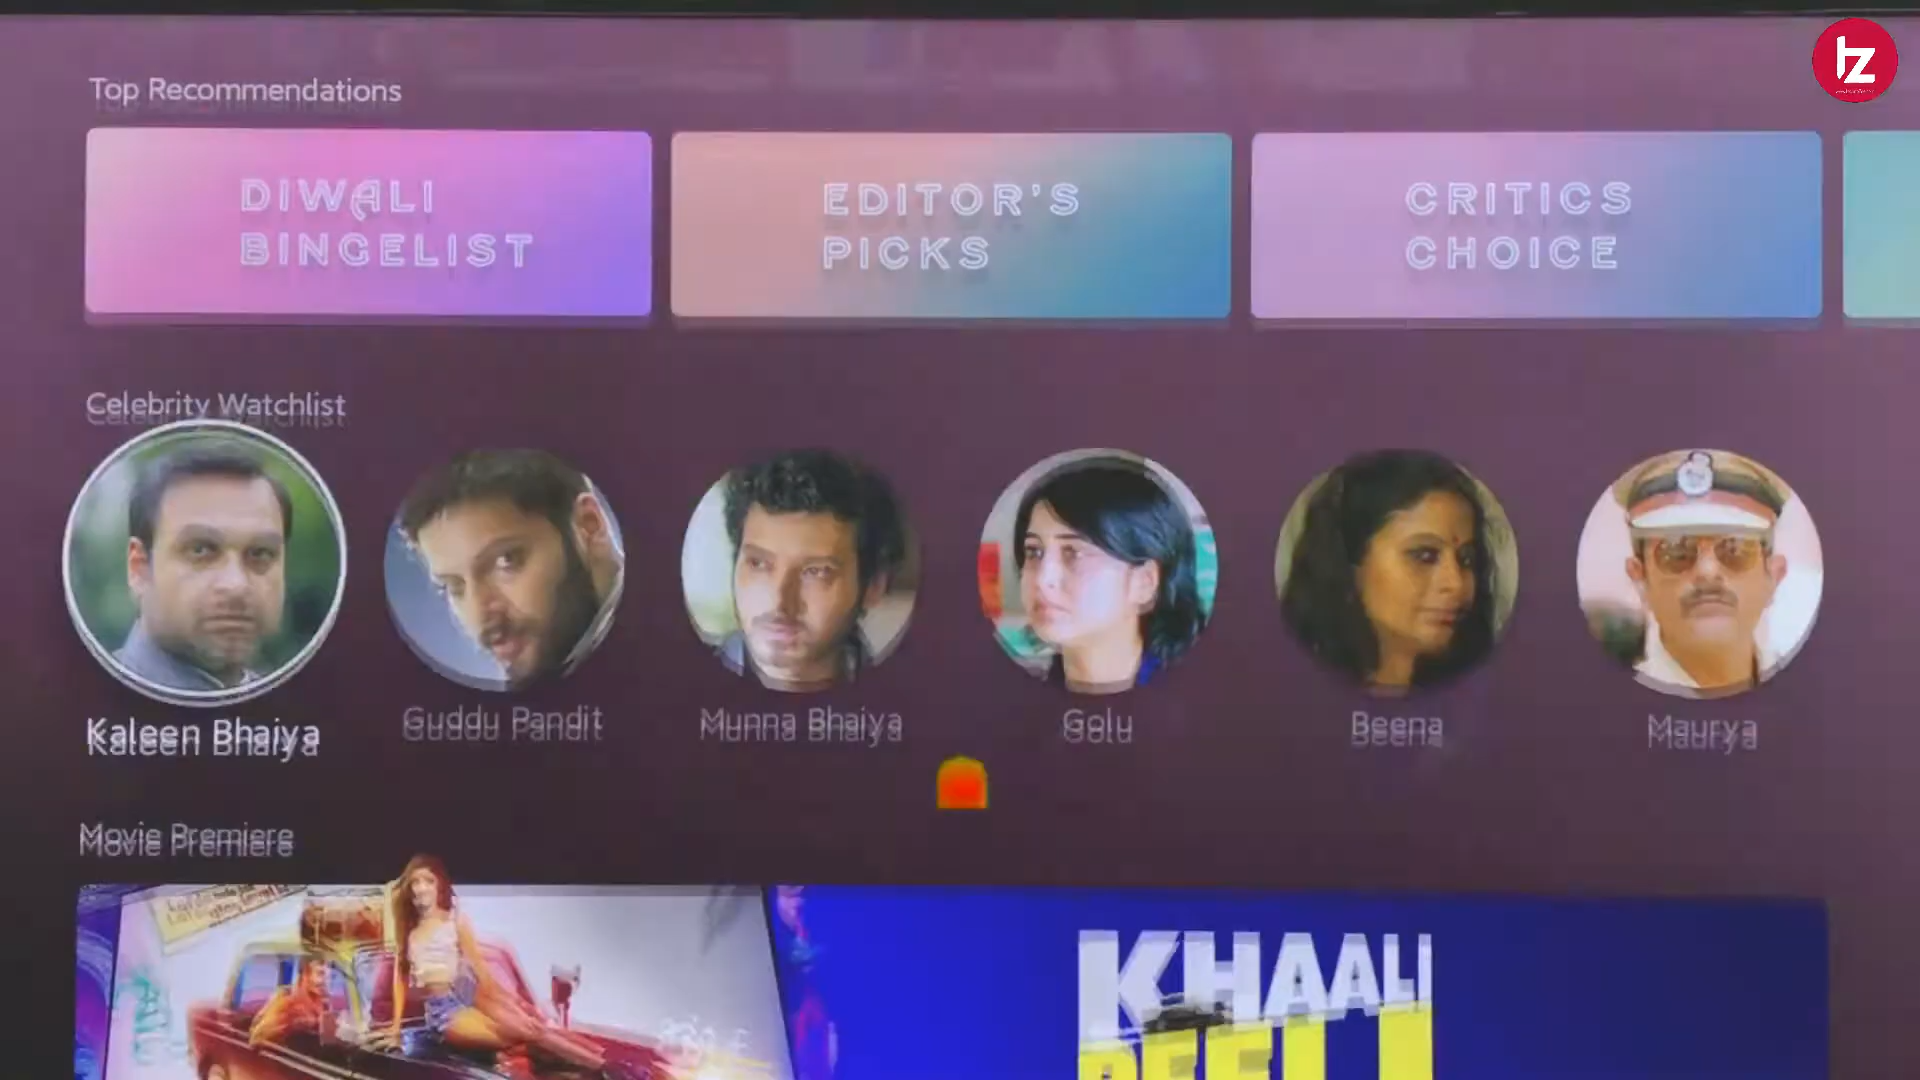 Top Recommendations
DIWALI
BINGELIST
EDITOR'S
PICKS
CRITICS
CHOICE
Celebrity Watchlist
Kaleen Bhaiya
Guddu Pandit
Munna Bhaiya
Golu
Beena
Maurya
Movie Premiere
KHAALI
PEELI